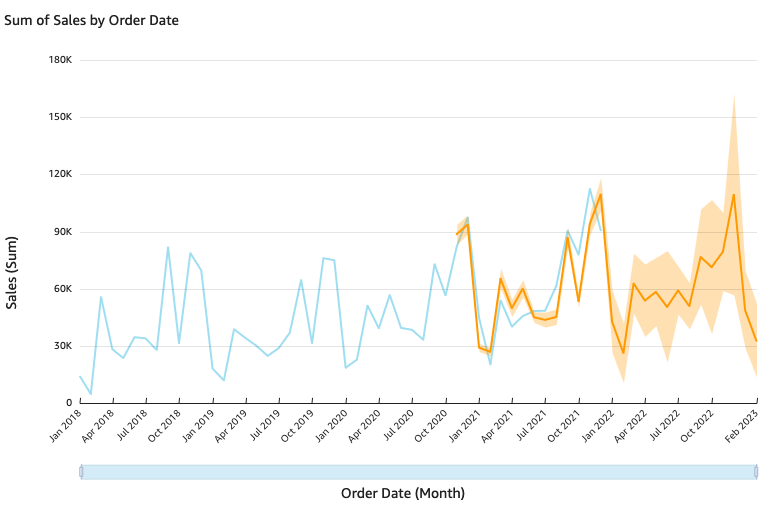 Sum of Sales by Order Date
180K
150K
120K
90K
60K
30K
0
Sales (Sum)
Jan 2018
Apr 2018
Jul 2018
Oct 2018
Jan 2019
Apr 2019
Jul 2019
Oct 2019
Jan 2020
Apr 2020
Jul 2020
Oct 2020
Jan 2021
Apr 2021
Jul 2021
Oct 2021
Jan 2022
Apr 2022
Jul 2022
Oct 2022
Feb 2023
Order Date (Month)